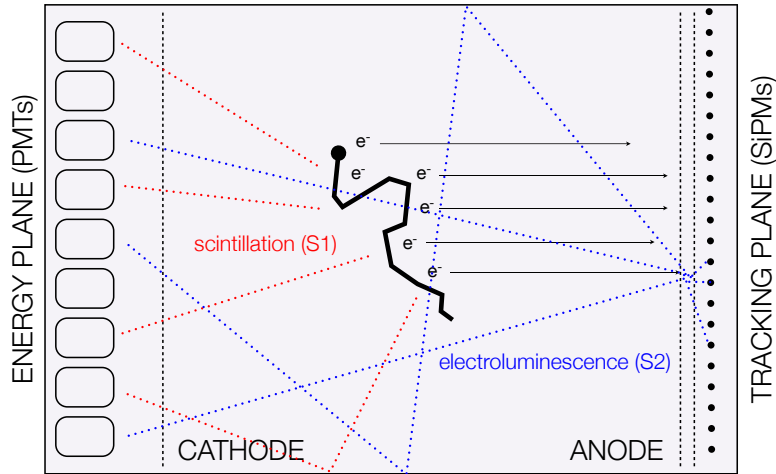 ENERGY PLANE (PMTs)
e-
e-
e-
e-
scintillation (S1)
e-
e-
electroluminescence (S2)
CATHODE
ANODE
TRACKING PLANE (SiPMs)